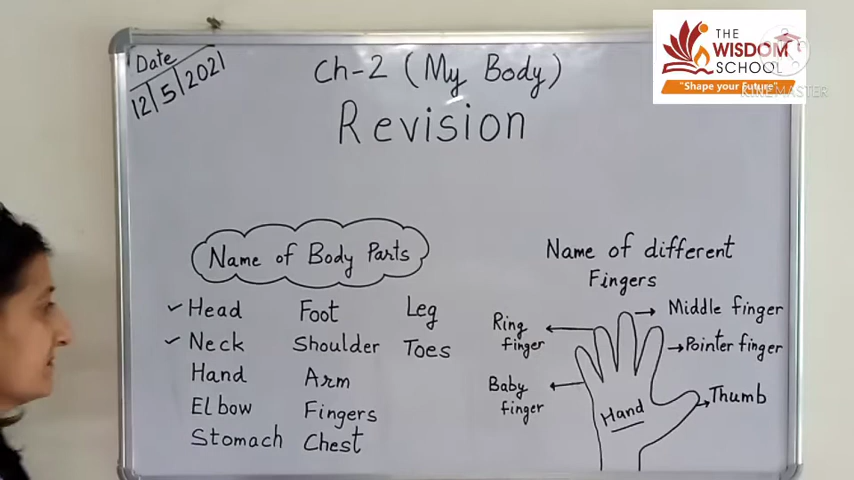 Date
12/5/2021
Ch-2 (My Body)
Revision
THE
WISDOM
SCHOOL
"Shape your Future"
KINEMASTER
Name of Body Parts
Head Foot Leg
Neck Shoulder Toes
Hand Arm
Elbow Fingers
Stomach Chest
Name of different
Fingers
Middle finger
Ring
finger
Pointer finger
Baby
finger
Thumb
Hand